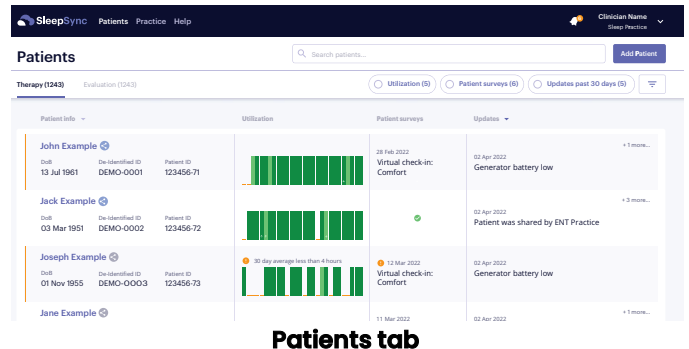 SleepSync Patients Practice Help
Clinician Name
Sleep Practice
Patients
Search patients...
Add Patient
Therapy (1243) Evaluation (1243)
Utilization (5) Patient surveys (6) Updates past 30 days (5)
Patient info Utilization Patient surveys Updates
John Example
DoB De-Identified ID Patient ID
13 Jul 1961 DEMO-0001 123456-71
28 Feb 2022
Virtual check-in:
Comfort
+ 1 more...
02 Apr 2022
Generator battery low
Jack Example
DoB De-Identified ID Patient ID
03 Mar 1951 DEMO-0002 123456-72
+ 3 more...
02 Apr 2022
Patient was shared by ENT Practice
Joseph Example
DoB De-Identified ID Patient ID
01 Nov 1955 DEMO-0003 123456-73
30 day average less than 4 hours
12 Mar 2022
Virtual check-in:
Comfort
02 Apr 2022
Generator battery low
Jane Example
11 Mar 2022
+ 1 more...
02 Apr 2022
Patients tab